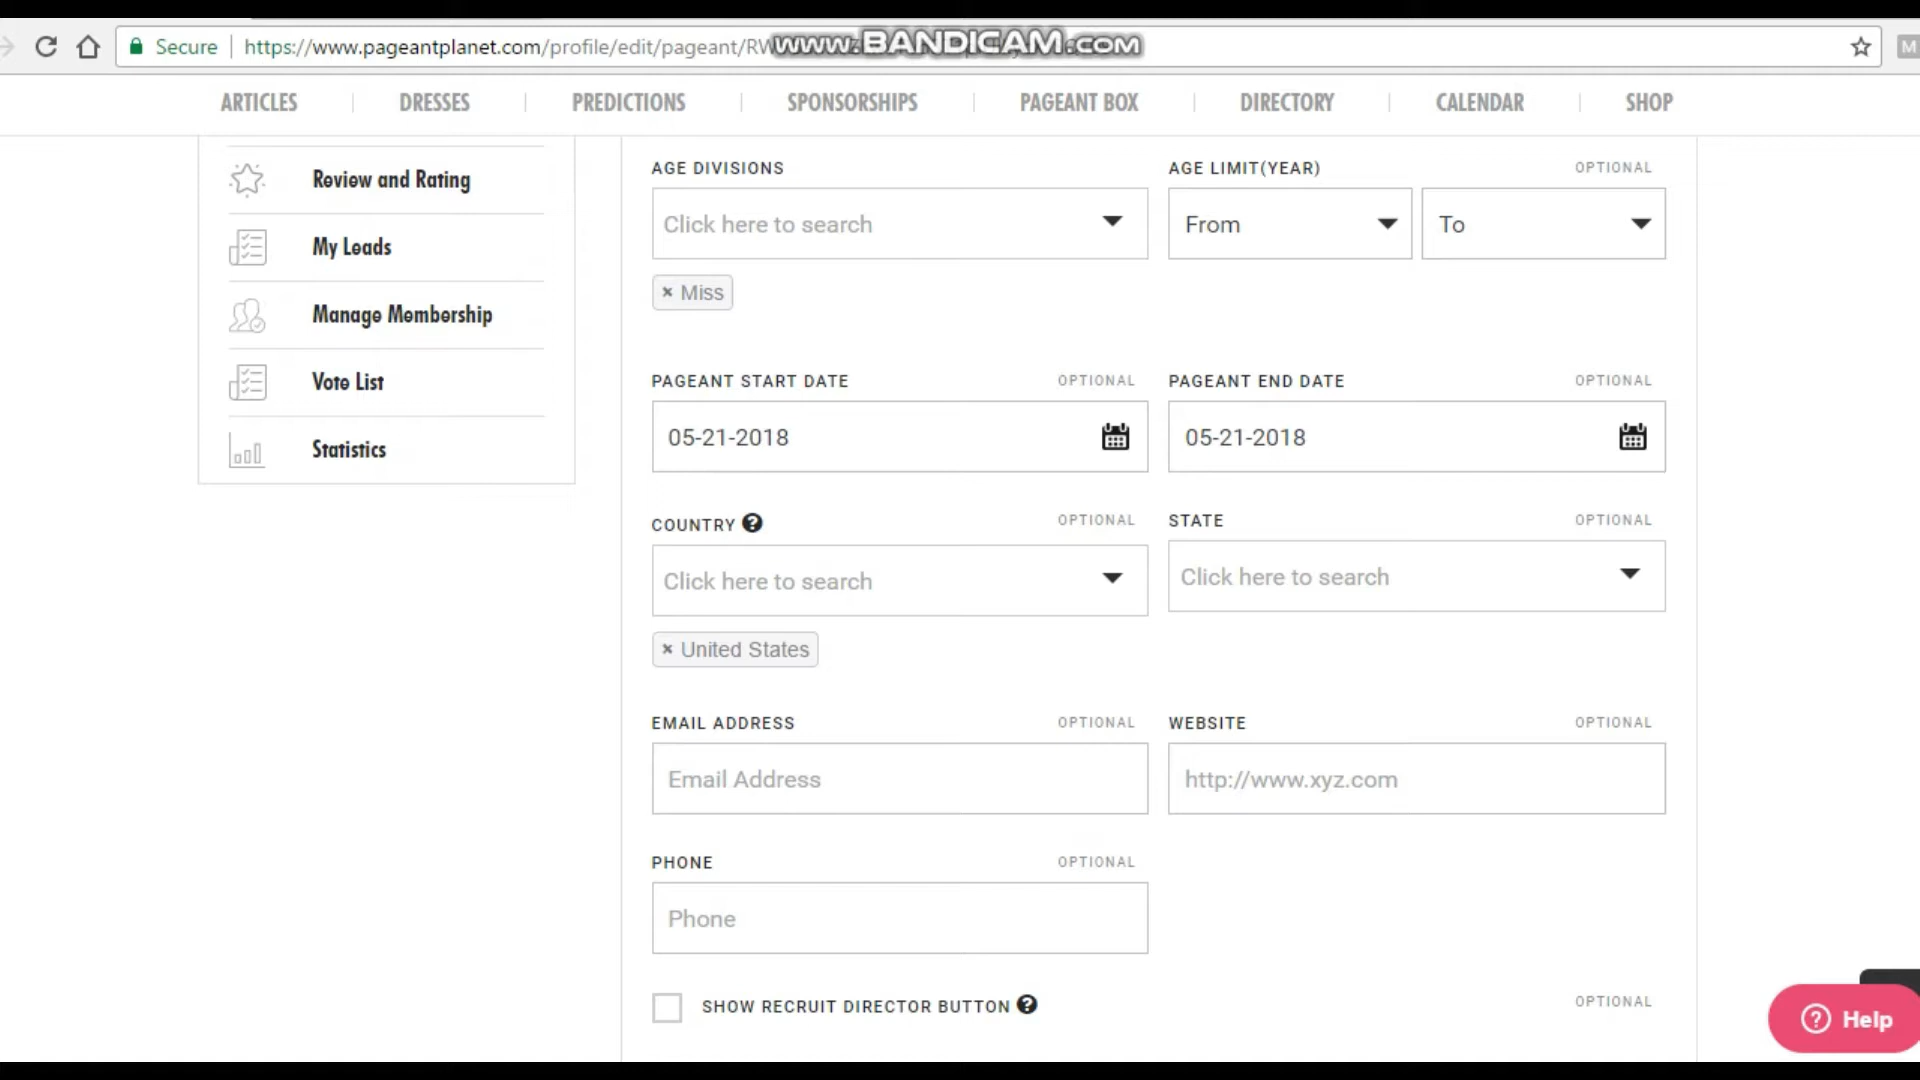 Secure https://www.pageantplanet.com/profile/edit/pageant/RW
www.BANDICAM.com
M
ARTICLES DRESSES PREDICTIONS SPONSORSHIPS PAGEANT BOX DIRECTORY CALENDAR SHOP
Review and Rating
My Leads
Manage Membership
Vote List
Statistics
AGE DIVISIONS AGE LIMIT(YEAR) OPTIONAL
Click here to search From To
× Miss
PAGEANT START DATE OPTIONAL PAGEANT END DATE OPTIONAL
05-21-2018 05-21-2018
COUNTRY ? OPTIONAL STATE OPTIONAL
Click here to search Click here to search
× United States
EMAIL ADDRESS OPTIONAL WEBSITE OPTIONAL
Email Address http://www.xyz.com
PHONE OPTIONAL
Phone
SHOW RECRUIT DIRECTOR BUTTON ? OPTIONAL
? Help